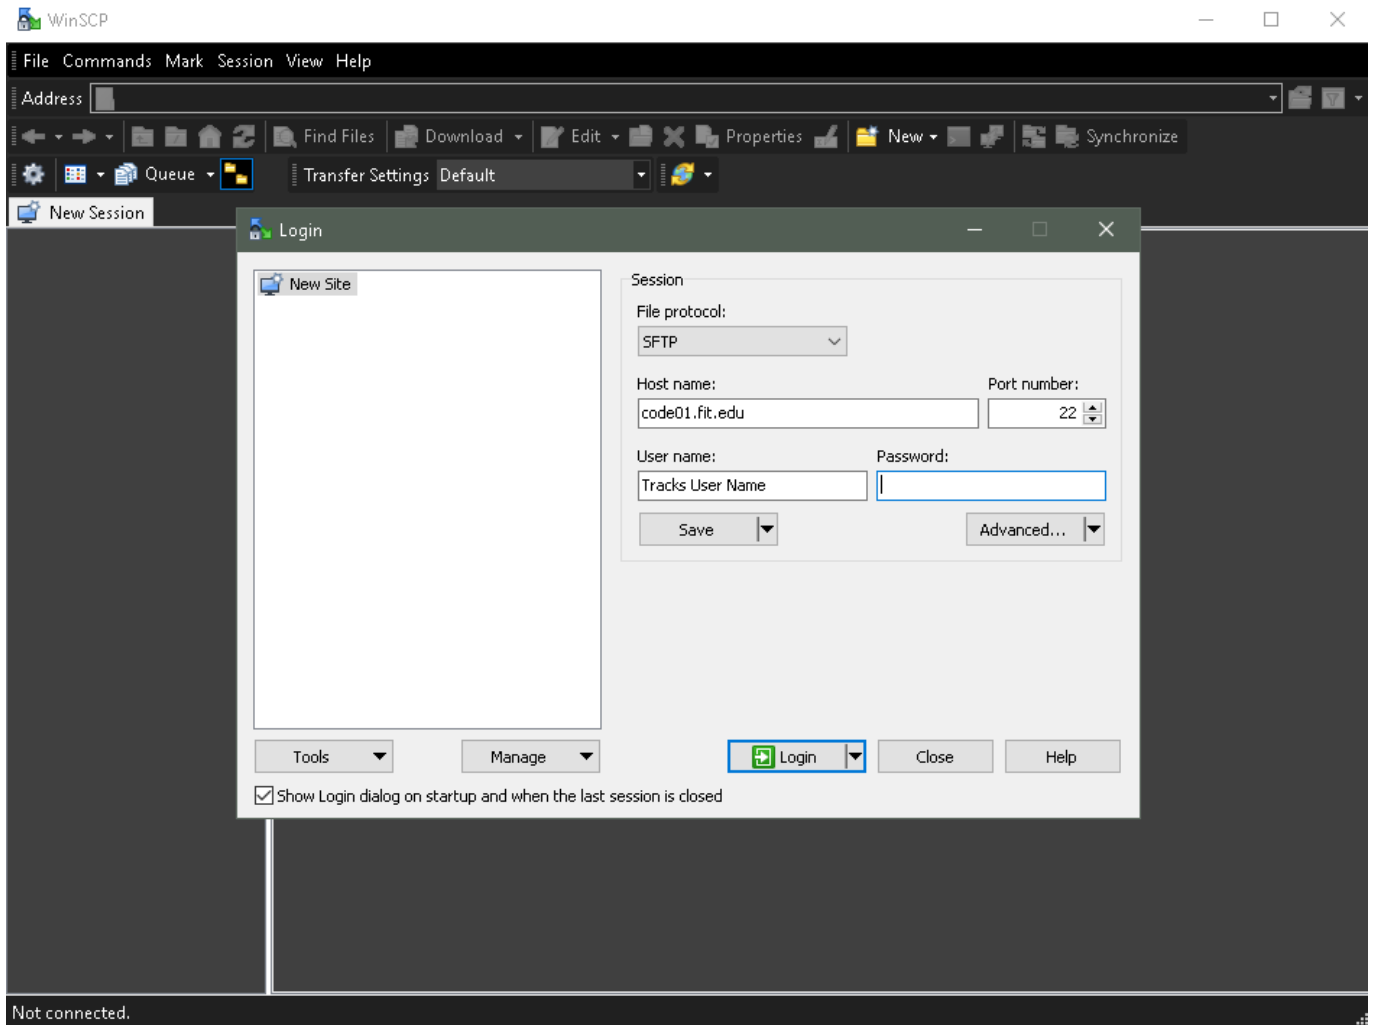 WinSCP
File Commands Mark Session View Help
Address
Find Files Download Edit Properties New Synchronize
Queue Transfer Settings Default
New Session
Login
New Site
Session
File protocol:
SFTP
Host name: Port number:
code01.fit.edu 22
User name: Password:
Tracks User Name
Save Advanced...
Tools Manage Login Close Help
Show Login dialog on startup and when the last session is closed
Not connected.